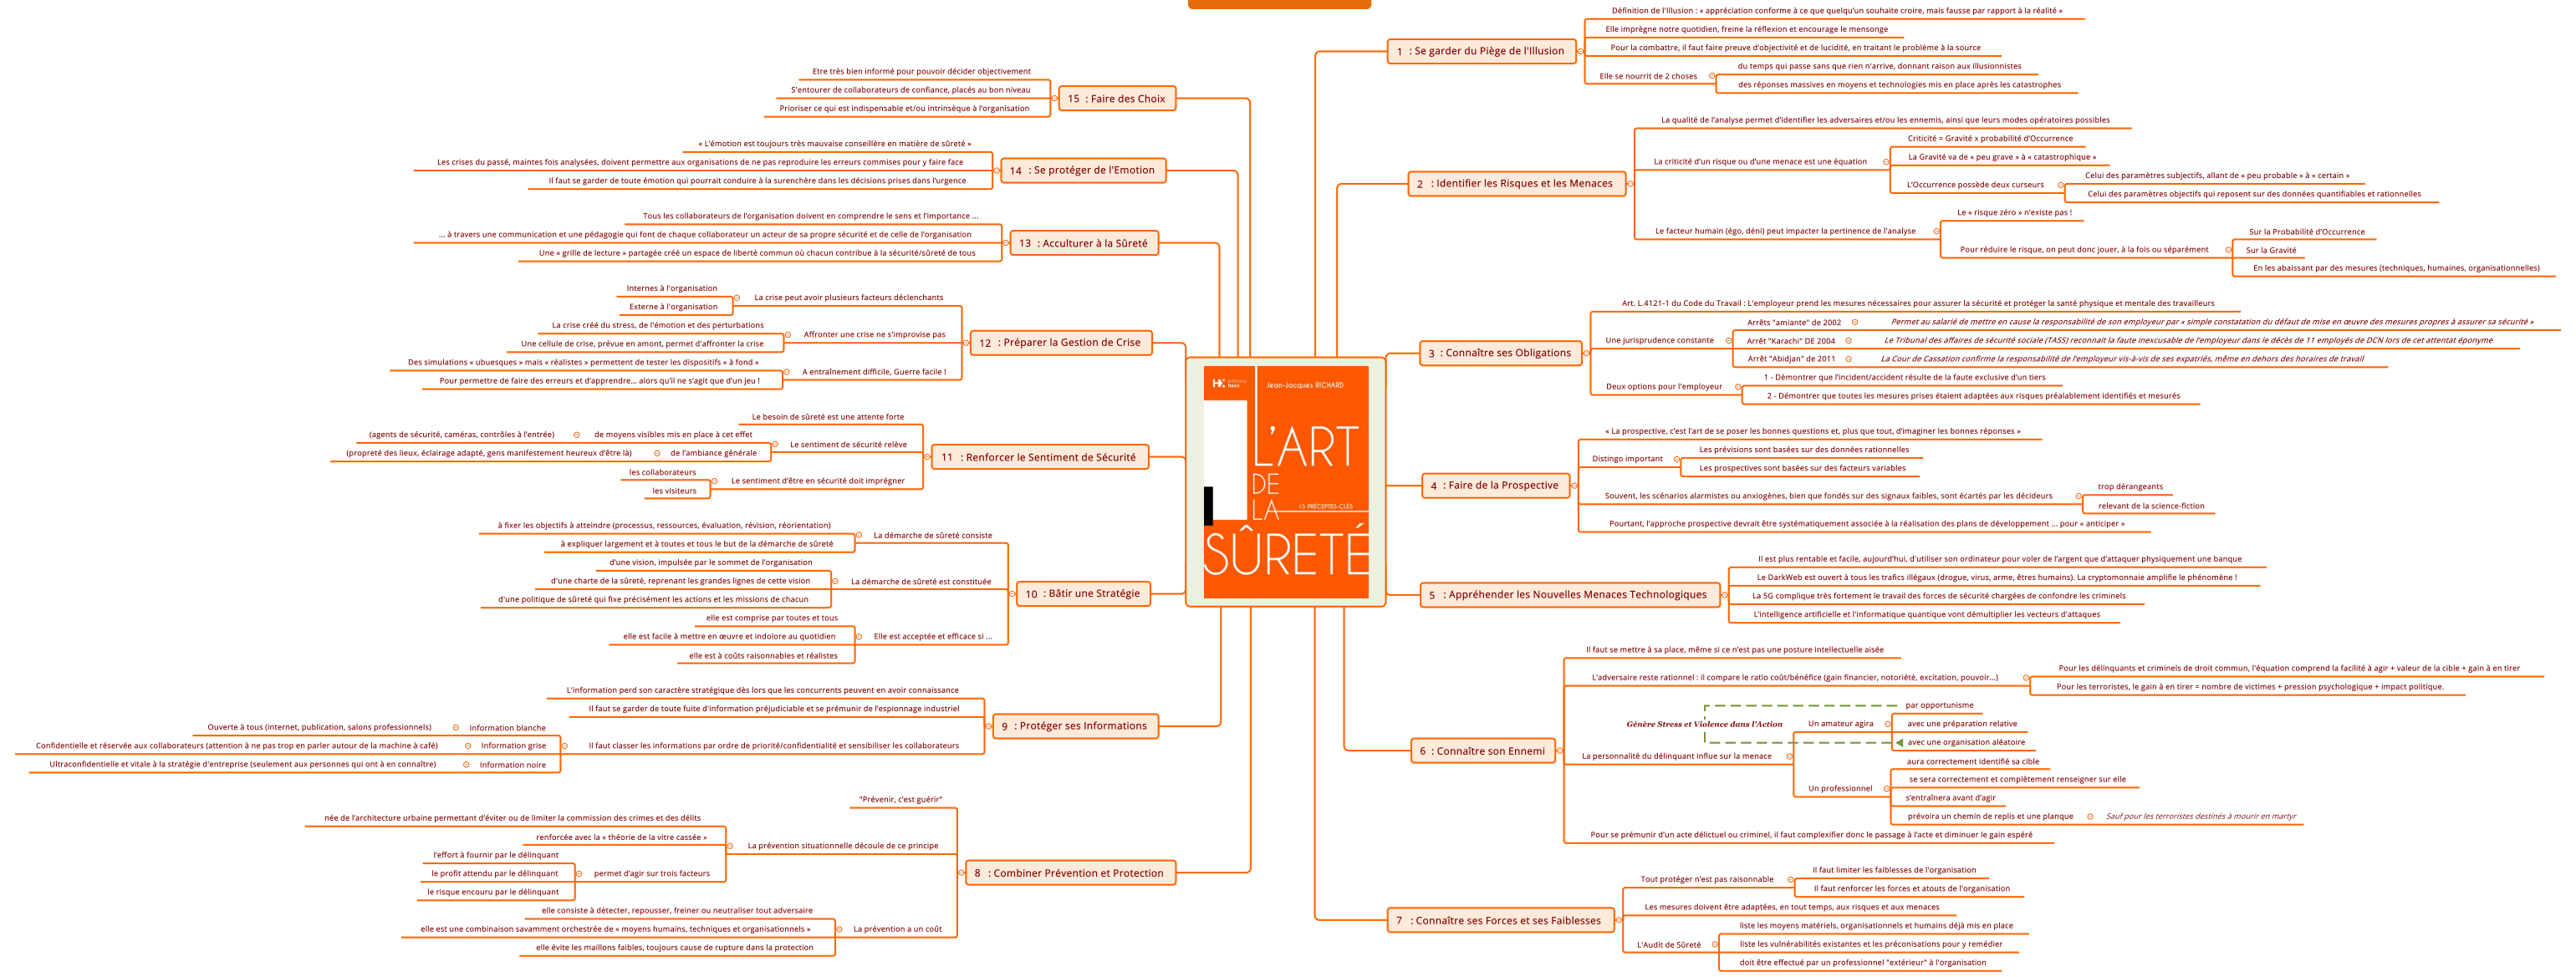 éditions
hexe
Jean-Jacques RICHARD
L'ART
DE
LA
15 PRÉCEPTES-CLÉS
SÛRETÉ
1 : Se garder du Piège de l'Illusion
Définition de l'Illusion : « appréciation conforme à ce que quelqu'un souhaite croire, mais fausse par rapport à la réalité »
Elle imprègne notre quotidien, freine la réflexion et encourage le mensonge
Pour la combattre, il faut faire preuve d'objectivité et de lucidité, en traitant le problème à la source
Elle se nourrit de 2 choses
du temps qui passe sans que rien n'arrive, donnant raison aux illusionnistes
des réponses massives en moyens et technologies mis en place après les catastrophes
2 : Identifier les Risques et les Menaces
La qualité de l'analyse permet d'identifier les adversaires et/ou les ennemis, ainsi que leurs modes opératoires possibles
La criticité d'un risque ou d'une menace est une équation
Criticité = Gravité x probabilité d'Occurrence
La Gravité va de « peu grave » à « catastrophique »
L'Occurrence possède deux curseurs
Celui des paramètres subjectifs, allant de « peu probable » à « certain »
Celui des paramètres objectifs qui reposent sur des données quantifiables et rationnelles
Le facteur humain (égo, déni) peut impacter la pertinence de l'analyse
Le « risque zéro » n'existe pas !
Pour réduire le risque, on peut donc jouer, à la fois ou séparément
Sur la Probabilité d'Occurrence
Sur la Gravité
En les abaissant par des mesures (techniques, humaines, organisationnelles)
3 : Connaître ses Obligations
Art. L.4121-1 du Code du Travail : L'employeur prend les mesures nécessaires pour assurer la sécurité et protéger la santé physique et mentale des travailleurs
Une jurisprudence constante
Arrêts "amiante" de 2002
Permet au salarié de mettre en cause la responsabilité de son employeur par « simple constatation du défaut de mise en œuvre des mesures propres à assurer sa sécurité »
Arrêt "Karachi" DE 2004
Le Tribunal des affaires de sécurité sociale (TASS) reconnait la faute inexcusable de l'employeur dans le décès de 11 employés de DCN lors de cet attentat éponyme
Arrêt "Abidjan" de 2011
La Cour de Cassation confirme la responsabilité de l'employeur vis-à-vis de ses expatriés, même en dehors des horaires de travail
Deux options pour l'employeur
1 - Démontrer que l'incident/accident résulte de la faute exclusive d'un tiers
2 - Démontrer que toutes les mesures prises étaient adaptées aux risques préalablement identifiés et mesurés
4 : Faire de la Prospective
« La prospective, c'est l'art de se poser les bonnes questions et, plus que tout, d'imaginer les bonnes réponses »
Distingo important
Les prévisions sont basées sur des données rationnelles
Les prospectives sont basées sur des facteurs variables
Souvent, les scénarios alarmistes ou anxiogènes, bien que fondés sur des signaux faibles, sont écartés par les décideurs
trop dérangeants
relevant de la science-fiction
Pourtant, l'approche prospective devrait être systématiquement associée à la réalisation des plans de développement ... pour « anticiper »
5 : Appréhender les Nouvelles Menaces Technologiques
Il est plus rentable et facile, aujourd'hui, d'utiliser son ordinateur pour voler de l'argent que d'attaquer physiquement une banque
Le DarkWeb est ouvert à tous les trafics illégaux (drogue, virus, arme, êtres humains). La cryptomonnaie amplifie le phénomène !
La 5G complique très fortement le travail des forces de sécurité chargées de confondre les criminels
L'intelligence artificielle et l'informatique quantique vont démultiplier les vecteurs d'attaques
6 : Connaître son Ennemi
Il faut se mettre à sa place, même si ce n'est pas une posture intellectuelle aisée
L'adversaire reste rationnel : il compare le ratio coût/bénéfice (gain financier, notoriété, excitation, pouvoir...)
Pour les délinquants et criminels de droit commun, l'équation comprend la facilité à agir + valeur de la cible + gain à en tirer
Pour les terroristes, le gain à en tirer = nombre de victimes + pression psychologique + impact politique.
La personnalité du délinquant influe sur la menace
Génère Stress et Violence dans l'Action
Un amateur agira
par opportunisme
avec une préparation relative
avec une organisation aléatoire
Un professionnel
aura correctement identifié sa cible
se sera correctement et complètement renseigner sur elle
s'entraînera avant d'agir
prévoira un chemin de replis et une planque
Sauf pour les terroristes destinés à mourir en martyr
Pour se prémunir d'un acte délictuel ou criminel, il faut complexifier donc le passage à l'acte et diminuer le gain espéré
7 : Connaître ses Forces et ses Faiblesses
Tout protéger n'est pas raisonnable
Il faut limiter les faiblesses de l'organisation
Il faut renforcer les forces et atouts de l'organisation
Les mesures doivent être adaptées, en tout temps, aux risques et aux menaces
L'Audit de Sûreté
liste les moyens matériels, organisationnels et humains déjà mis en place
liste les vulnérabilités existantes et les préconisations pour y remédier
doit être effectué par un professionnel "extérieur" à l'organisation
8 : Combiner Prévention et Protection
"Prévenir, c'est guérir"
La prévention situationnelle découle de ce principe
née de l'architecture urbaine permettant d'éviter ou de limiter la commission des crimes et des délits
renforcée avec la « théorie de la vitre cassée »
permet d'agir sur trois facteurs
l'effort à fournir par le délinquant
le profit attendu par le délinquant
le risque encouru par le délinquant
La prévention a un coût
elle consiste à détecter, repousser, freiner ou neutraliser tout adversaire
elle est une combinaison savamment orchestrée de « moyens humains, techniques et organisationnels »
elle évite les maillons faibles, toujours cause de rupture dans la protection
9 : Protéger ses Informations
L'information perd son caractère stratégique dès lors que les concurrents peuvent en avoir connaissance
Il faut se garder de toute fuite d'information préjudiciable et se prémunir de l'espionnage industriel
Il faut classer les informations par ordre de priorité/confidentialité et sensibiliser les collaborateurs
Information blanche
Ouverte à tous (internet, publication, salons professionnels)
Information grise
Confidentielle et réservée aux collaborateurs (attention à ne pas trop en parler autour de la machine à café)
Information noire
Ultraconfidentielle et vitale à la stratégie d'entreprise (seulement aux personnes qui ont à en connaître)
10 : Bâtir une Stratégie
La démarche de sûreté consiste
à fixer les objectifs à atteindre (processus, ressources, évaluation, révision, réorientation)
à expliquer largement et à toutes et tous le but de la démarche de sûreté
La démarche de sûreté est constituée
d'une vision, impulsée par le sommet de l'organisation
d'une charte de la sûreté, reprenant les grandes lignes de cette vision
d'une politique de sûreté qui fixe précisément les actions et les missions de chacun
Elle est acceptée et efficace si ...
elle est comprise par toutes et tous
elle est facile à mettre en œuvre et indolore au quotidien
elle est à coûts raisonnables et réalistes
11 : Renforcer le Sentiment de Sécurité
Le besoin de sûreté est une attente forte
Le sentiment de sécurité relève
de moyens visibles mis en place à cet effet
(agents de sécurité, caméras, contrôles à l'entrée)
de l'ambiance générale
(propreté des lieux, éclairage adapté, gens manifestement heureux d'être là)
Le sentiment d'être en sécurité doit imprégner
les collaborateurs
les visiteurs
12 : Préparer la Gestion de Crise
La crise peut avoir plusieurs facteurs déclenchants
Internes à l'organisation
Externe à l'organisation
Affronter une crise ne s'improvise pas
La crise créé du stress, de l'émotion et des perturbations
Une cellule de crise, prévue en amont, permet d'affronter la crise
A entraînement difficile, Guerre facile !
Des simulations « ubuesques » mais « réalistes » permettent de tester les dispositifs « à fond »
Pour permettre de faire des erreurs et d'apprendre... alors qu'il ne s'agit que d'un jeu !
13 : Acculturer à la Sûreté
Tous les collaborateurs de l'organisation doivent en comprendre le sens et l'importance ...
... à travers une communication et une pédagogie qui font de chaque collaborateur un acteur de sa propre sécurité et de celle de l'organisation
Une « grille de lecture » partagée créé un espace de liberté commun où chacun contribue à la sécurité/sûreté de tous
14 : Se protéger de l'Emotion
« L'émotion est toujours très mauvaise conseillère en matière de sûreté »
Les crises du passé, maintes fois analysées, doivent permettre aux organisations de ne pas reproduire les erreurs commises pour y faire face
Il faut se garder de toute émotion qui pourrait conduire à la surenchère dans les décisions prises dans l'urgence
15 : Faire des Choix
Etre très bien informé pour pouvoir décider objectivement
S'entourer de collaborateurs de confiance, placés au bon niveau
Prioriser ce qui est indispensable et/ou intrinsèque à l'organisation